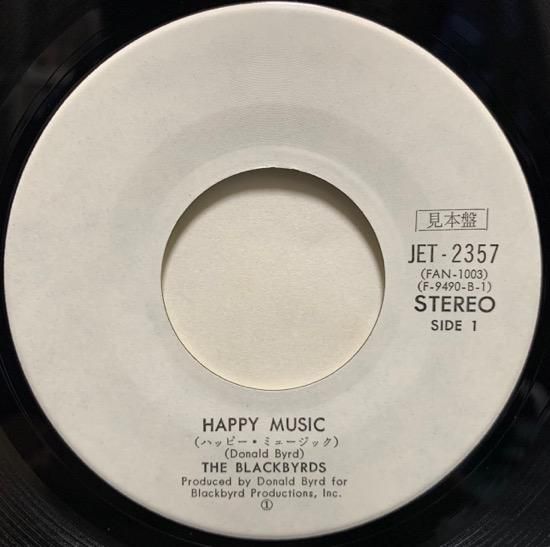 見本盤
JET-2357
(FAN-1003)
(F-9490-B-1)
STEREO
SIDE 1
HAPPY MUSIC
(ハッピー・ミュージック)
(Donald Byrd)
THE BLACKBYRDS
Produced by Donald Byrd for
Blackbyrd Productions, Inc.
①